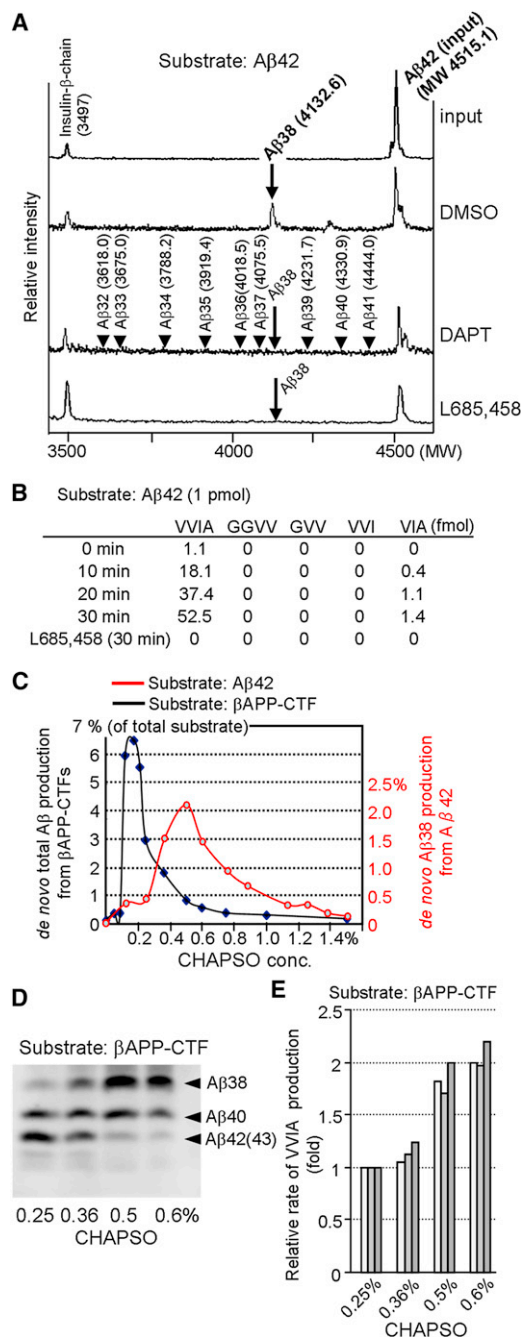 A
Substrate: Aβ42
Insulin-β-chain
(3497)
Aβ38 (4132.6)
Aβ42 (input)
(MW 4515.1)
input
DMSO
Relative intensity
Aβ32 (3618.0)
Aβ33 (3675.0)
Aβ34 (3788.2)
Aβ35 (3919.4)
Aβ36(4018.5)
Aβ37 (4075.5)
Aβ38
Aβ39 (4231.7)
Aβ40 (4330.9)
Aβ41 (4444.0)
DAPT
Aβ38
L685,458
3500 4000 4500 (MW)
B Substrate: Aβ42 (1 pmol)
VVIA GGVV GVV VVI VIA (fmol)
0 min 1.1 0 0 0 0
10 min 18.1 0 0 0 0.4
20 min 37.4 0 0 0 1.1
30 min 52.5 0 0 0 1.4
L685,458 (30 min) 0 0 0 0 0
C
Substrate: Aβ42
Substrate: βAPP-CTF
7 % (of total substrate)
6
5
4
3
2
1
0
de novo total Aβ production
from βAPP-CTFs
2.5%
2.0
1.5
1.0
0.5
0
de novo Aβ38 production
from Aβ42
0.2 0.4 0.6 0.8 1.0 1.2 1.4%
CHAPSO conc.
D
Substrate: βAPP-CTF
Aβ38
Aβ40
Aβ42(43)
0.25 0.36 0.5 0.6%
CHAPSO
E
Substrate: βAPP-CTF
2.5
2
1.5
1
0.5
0
Relative rate of VVIA production
(fold)
0.25% 0.36% 0.5% 0.6%
CHAPSO